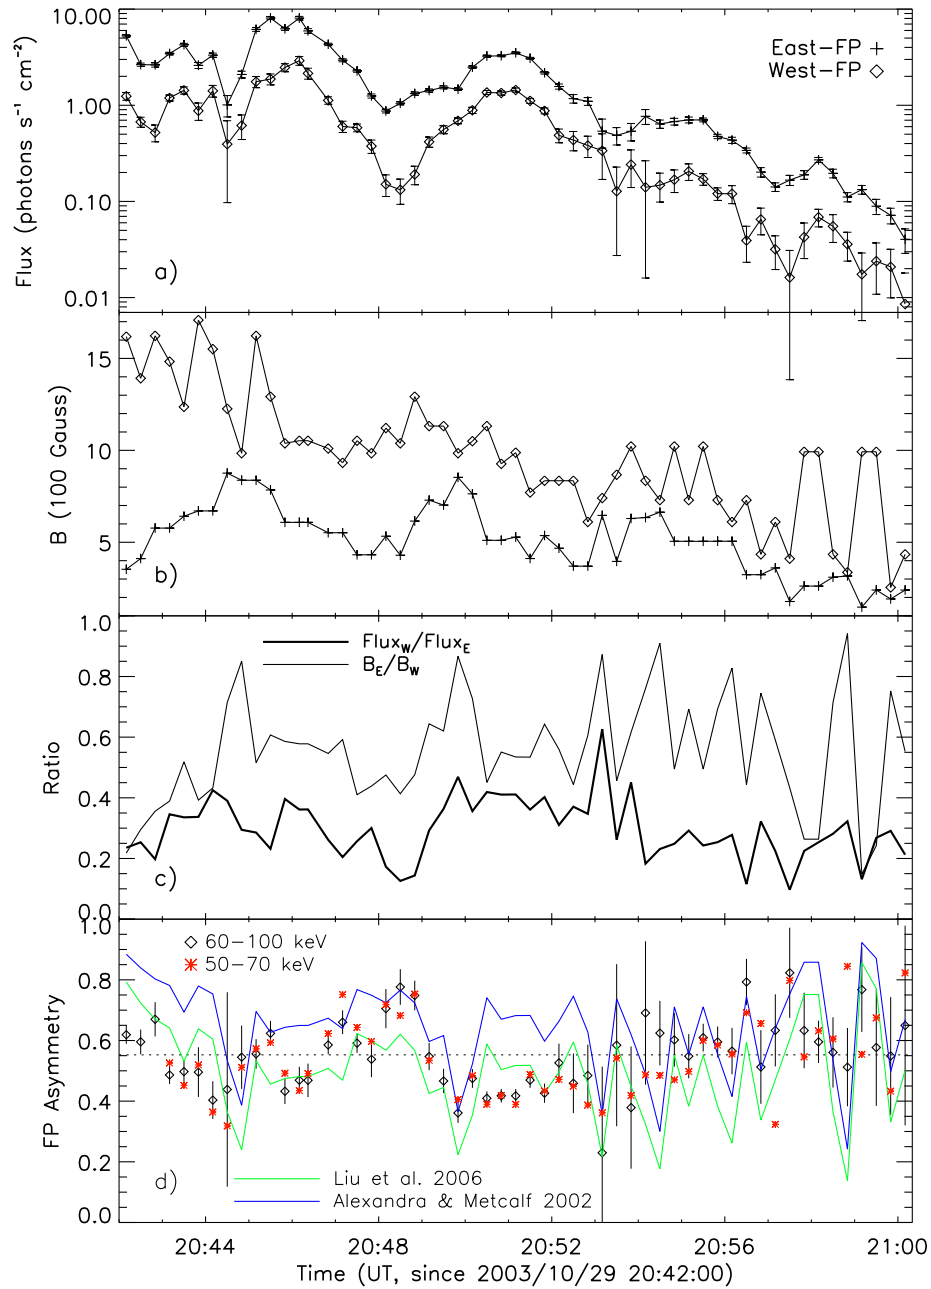 10.00
1.00
0.10
0.01
Flux (photons s⁻¹ cm⁻²)
East−FP
West−FP
a)
15
10
5
B (100 Gauss)
b)
1.0
0.8
0.6
0.4
0.2
0.0
Ratio
Flux_W/Flux_E
B_E/B_W
c)
1.0
0.8
0.6
0.4
0.2
0.0
FP Asymmetry
60−100 keV
50−70 keV
d)
Liu et al. 2006
Alexandra & Metcalf 2002
20:44
20:48
20:52
20:56
21:00
Time (UT, since 2003/10/29 20:42:00)